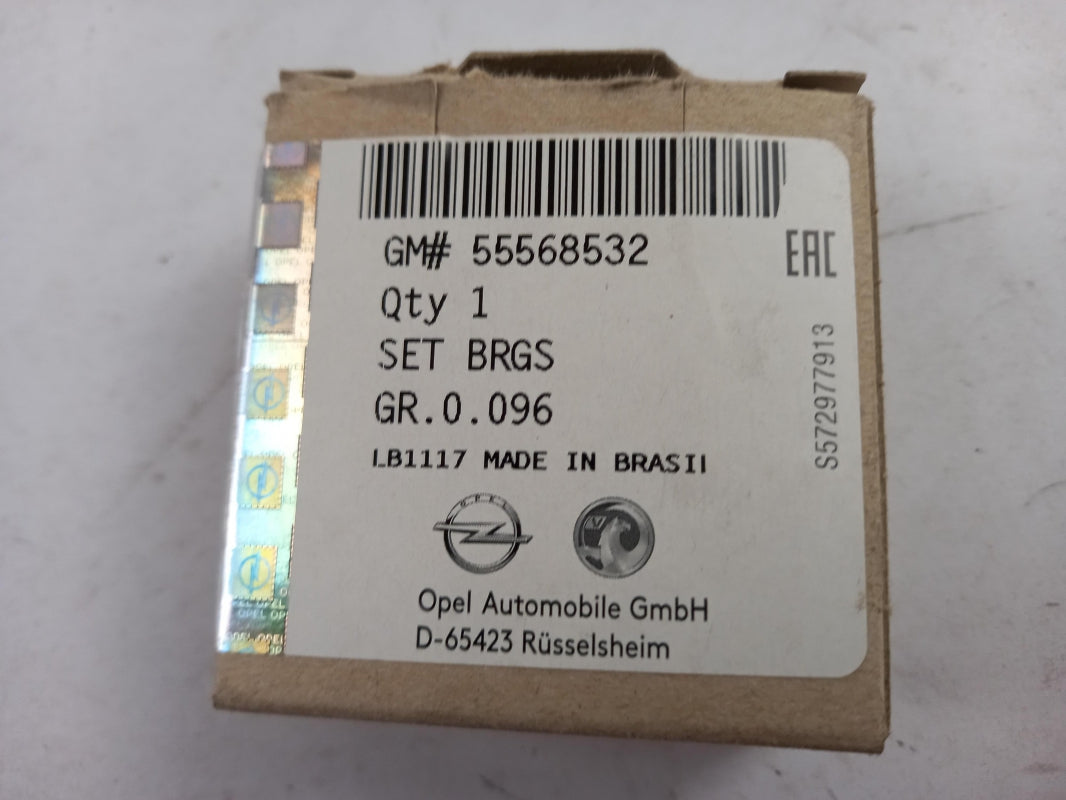 GM# 55568532
EAC
Qty 1
SET BRGS
GR.0.096
S572977913
LB1117 MADE IN BRASIL
OPEL
Opel Automobile GmbH
D-65423 Rüsselsheim